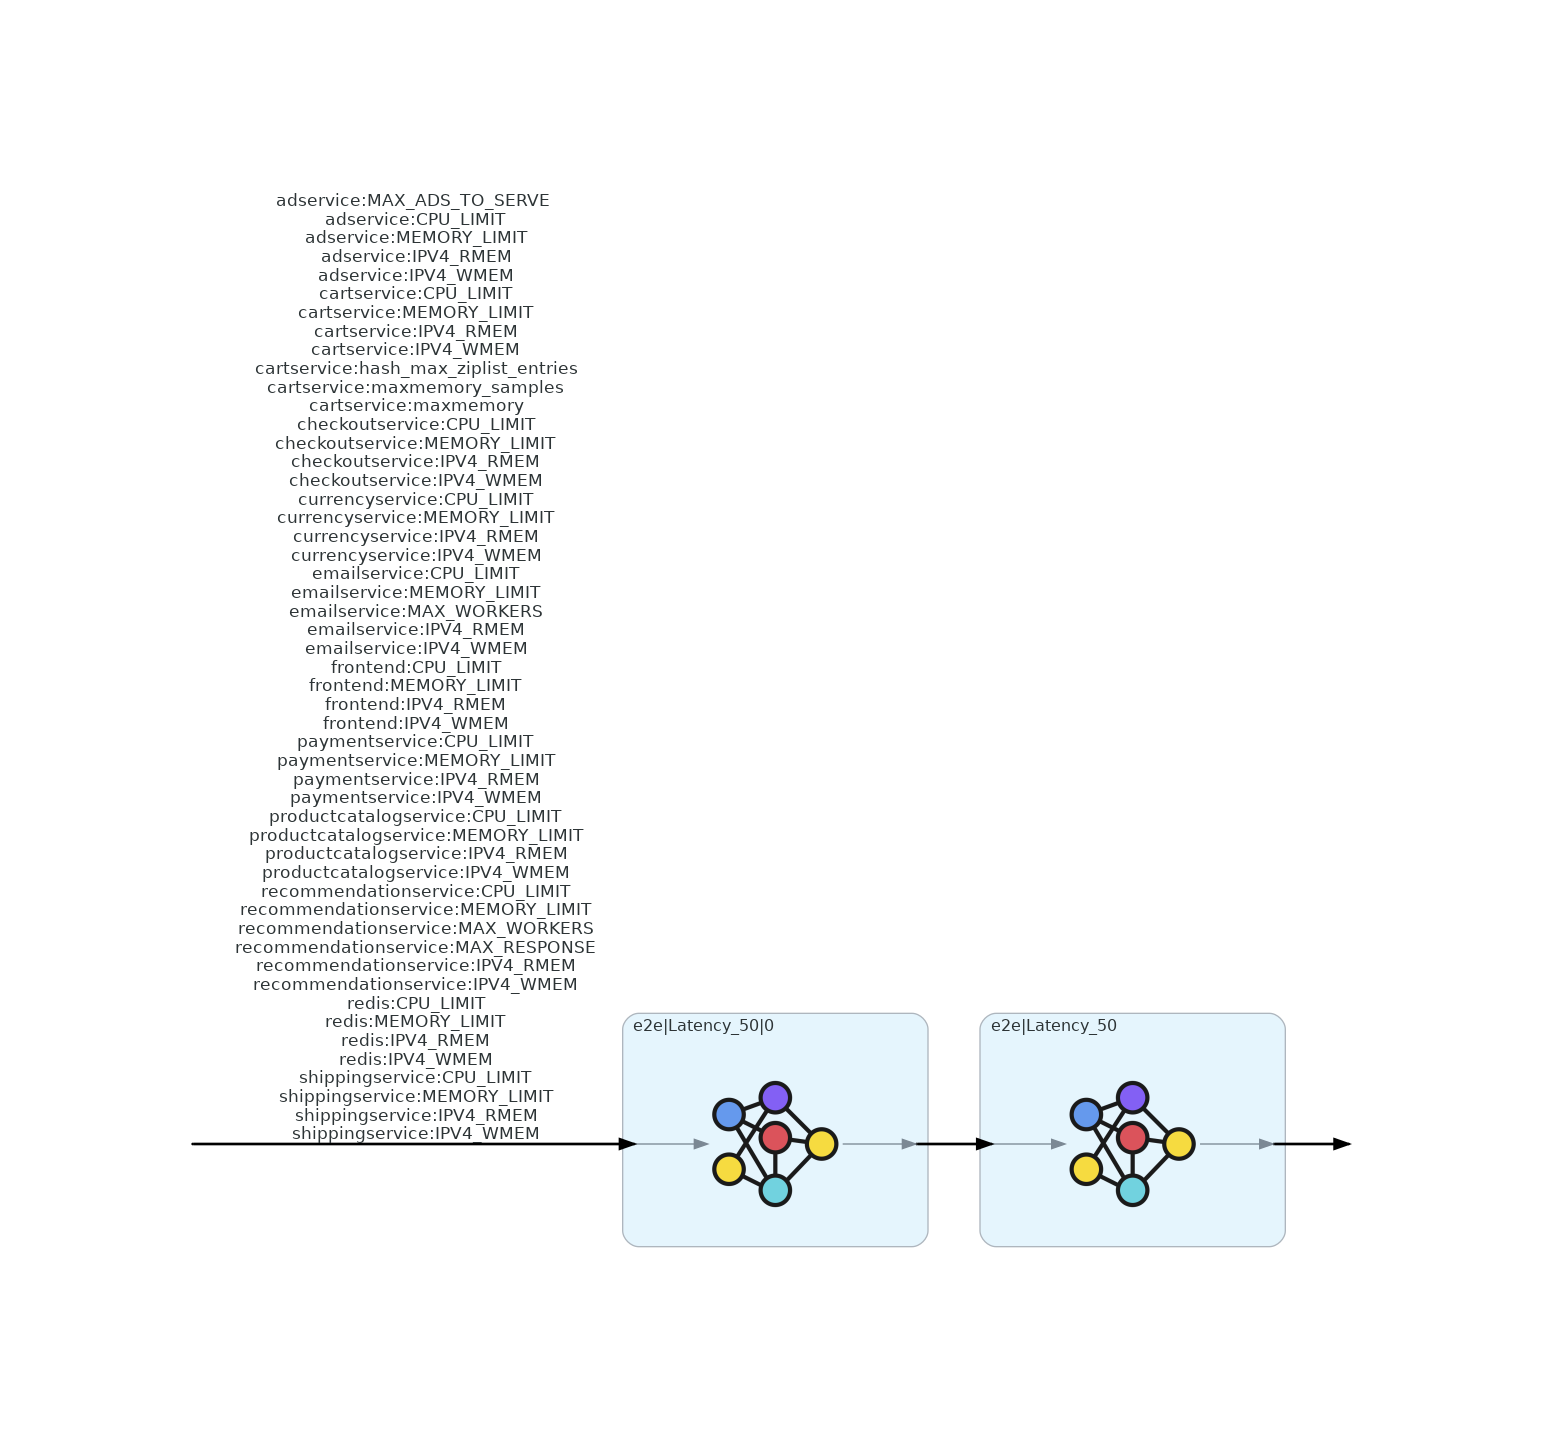 adservice:MAX_ADS_TO_SERVE
adservice:CPU_LIMIT
adservice:MEMORY_LIMIT
adservice:IPV4_RMEM
adservice:IPV4_WMEM
cartservice:CPU_LIMIT
cartservice:MEMORY_LIMIT
cartservice:IPV4_RMEM
cartservice:IPV4_WMEM
cartservice:hash_max_ziplist_entries
cartservice:maxmemory_samples
cartservice:maxmemory
checkoutservice:CPU_LIMIT
checkoutservice:MEMORY_LIMIT
checkoutservice:IPV4_RMEM
checkoutservice:IPV4_WMEM
currencyservice:CPU_LIMIT
currencyservice:MEMORY_LIMIT
currencyservice:IPV4_RMEM
currencyservice:IPV4_WMEM
emailservice:CPU_LIMIT
emailservice:MEMORY_LIMIT
emailservice:MAX_WORKERS
emailservice:IPV4_RMEM
emailservice:IPV4_WMEM
frontend:CPU_LIMIT
frontend:MEMORY_LIMIT
frontend:IPV4_RMEM
frontend:IPV4_WMEM
paymentservice:CPU_LIMIT
paymentservice:MEMORY_LIMIT
paymentservice:IPV4_RMEM
paymentservice:IPV4_WMEM
productcatalogservice:CPU_LIMIT
productcatalogservice:MEMORY_LIMIT
productcatalogservice:IPV4_RMEM
productcatalogservice:IPV4_WMEM
recommendationservice:CPU_LIMIT
recommendationservice:MEMORY_LIMIT
recommendationservice:MAX_WORKERS
recommendationservice:MAX_RESPONSE
recommendationservice:IPV4_RMEM
recommendationservice:IPV4_WMEM
redis:CPU_LIMIT
redis:MEMORY_LIMIT
redis:IPV4_RMEM
redis:IPV4_WMEM
shippingservice:CPU_LIMIT
shippingservice:MEMORY_LIMIT
shippingservice:IPV4_RMEM
shippingservice:IPV4_WMEM
e2e|Latency_50|0
e2e|Latency_50